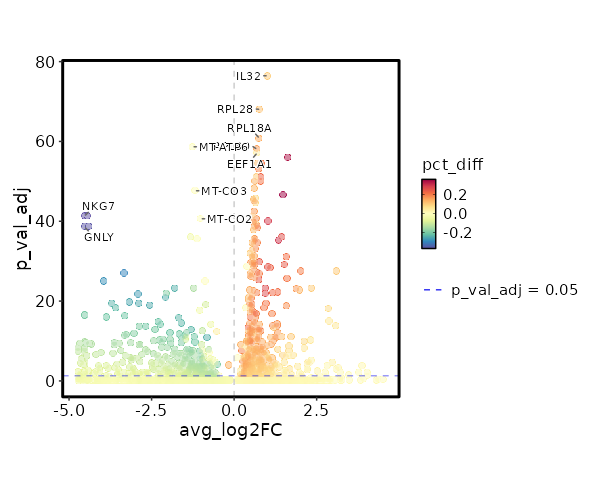 80
60
40
20
0
-5.0
-2.5
0.0
2.5
p_val_adj
avg_log2FC
IL32
RPL28
RPL18A
MT-ATP6
EEF1A1
MT-CO3
MT-CO2
NKG7
GNLY
pct_diff
0.2
0.0
-0.2
p_val_adj = 0.05